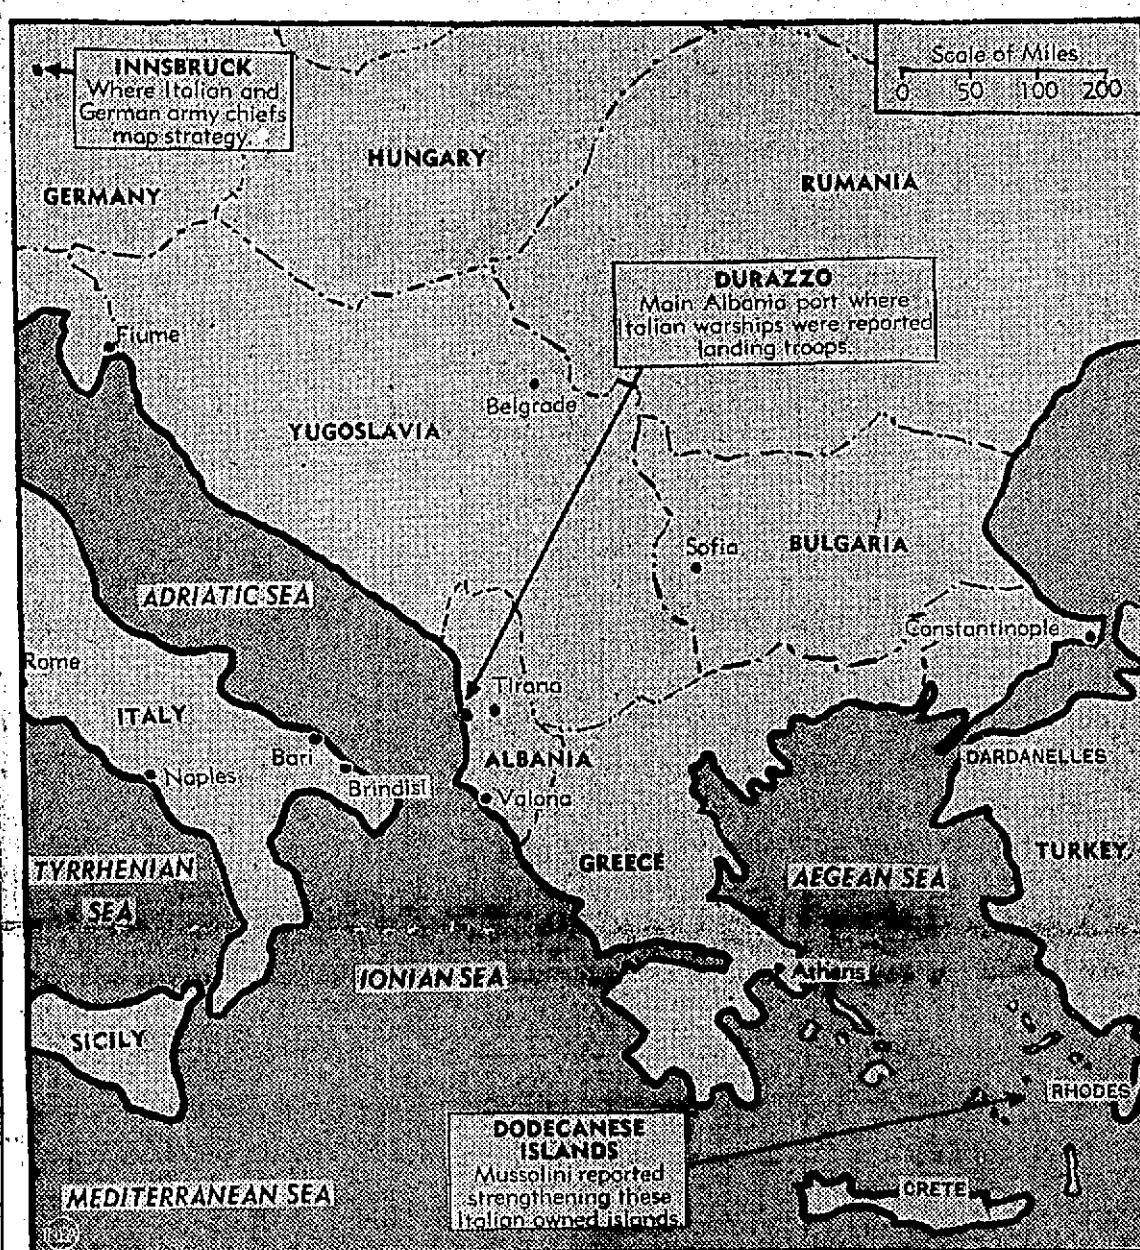 INNSBRUCK
Where Italian and
German army chiefs
map strategy.
Scale of Miles
0 50 100 200
HUNGARY
GERMANY
RUMANIA
DURAZZO
Main Albania port where
Italian warships were reported
landing troops.
Fiume
Belgrade
YUGOSLAVIA
Sofia
BULGARIA
ADRIATIC SEA
Constantinople
Rome
Tirana
ITALY
Bari
ALBANIA
DARDANELLES
Naples
Brindisi
Valona
TURKEY
GREECE
TYRRHENIAN
SEA
AEGEAN SEA
IONIAN SEA
Athens
SICILY
RHODES
DODECANESE
ISLANDS
Mussolini reported
strengthening these
Italian owned islands.
MEDITERRANEAN SEA
CRETE